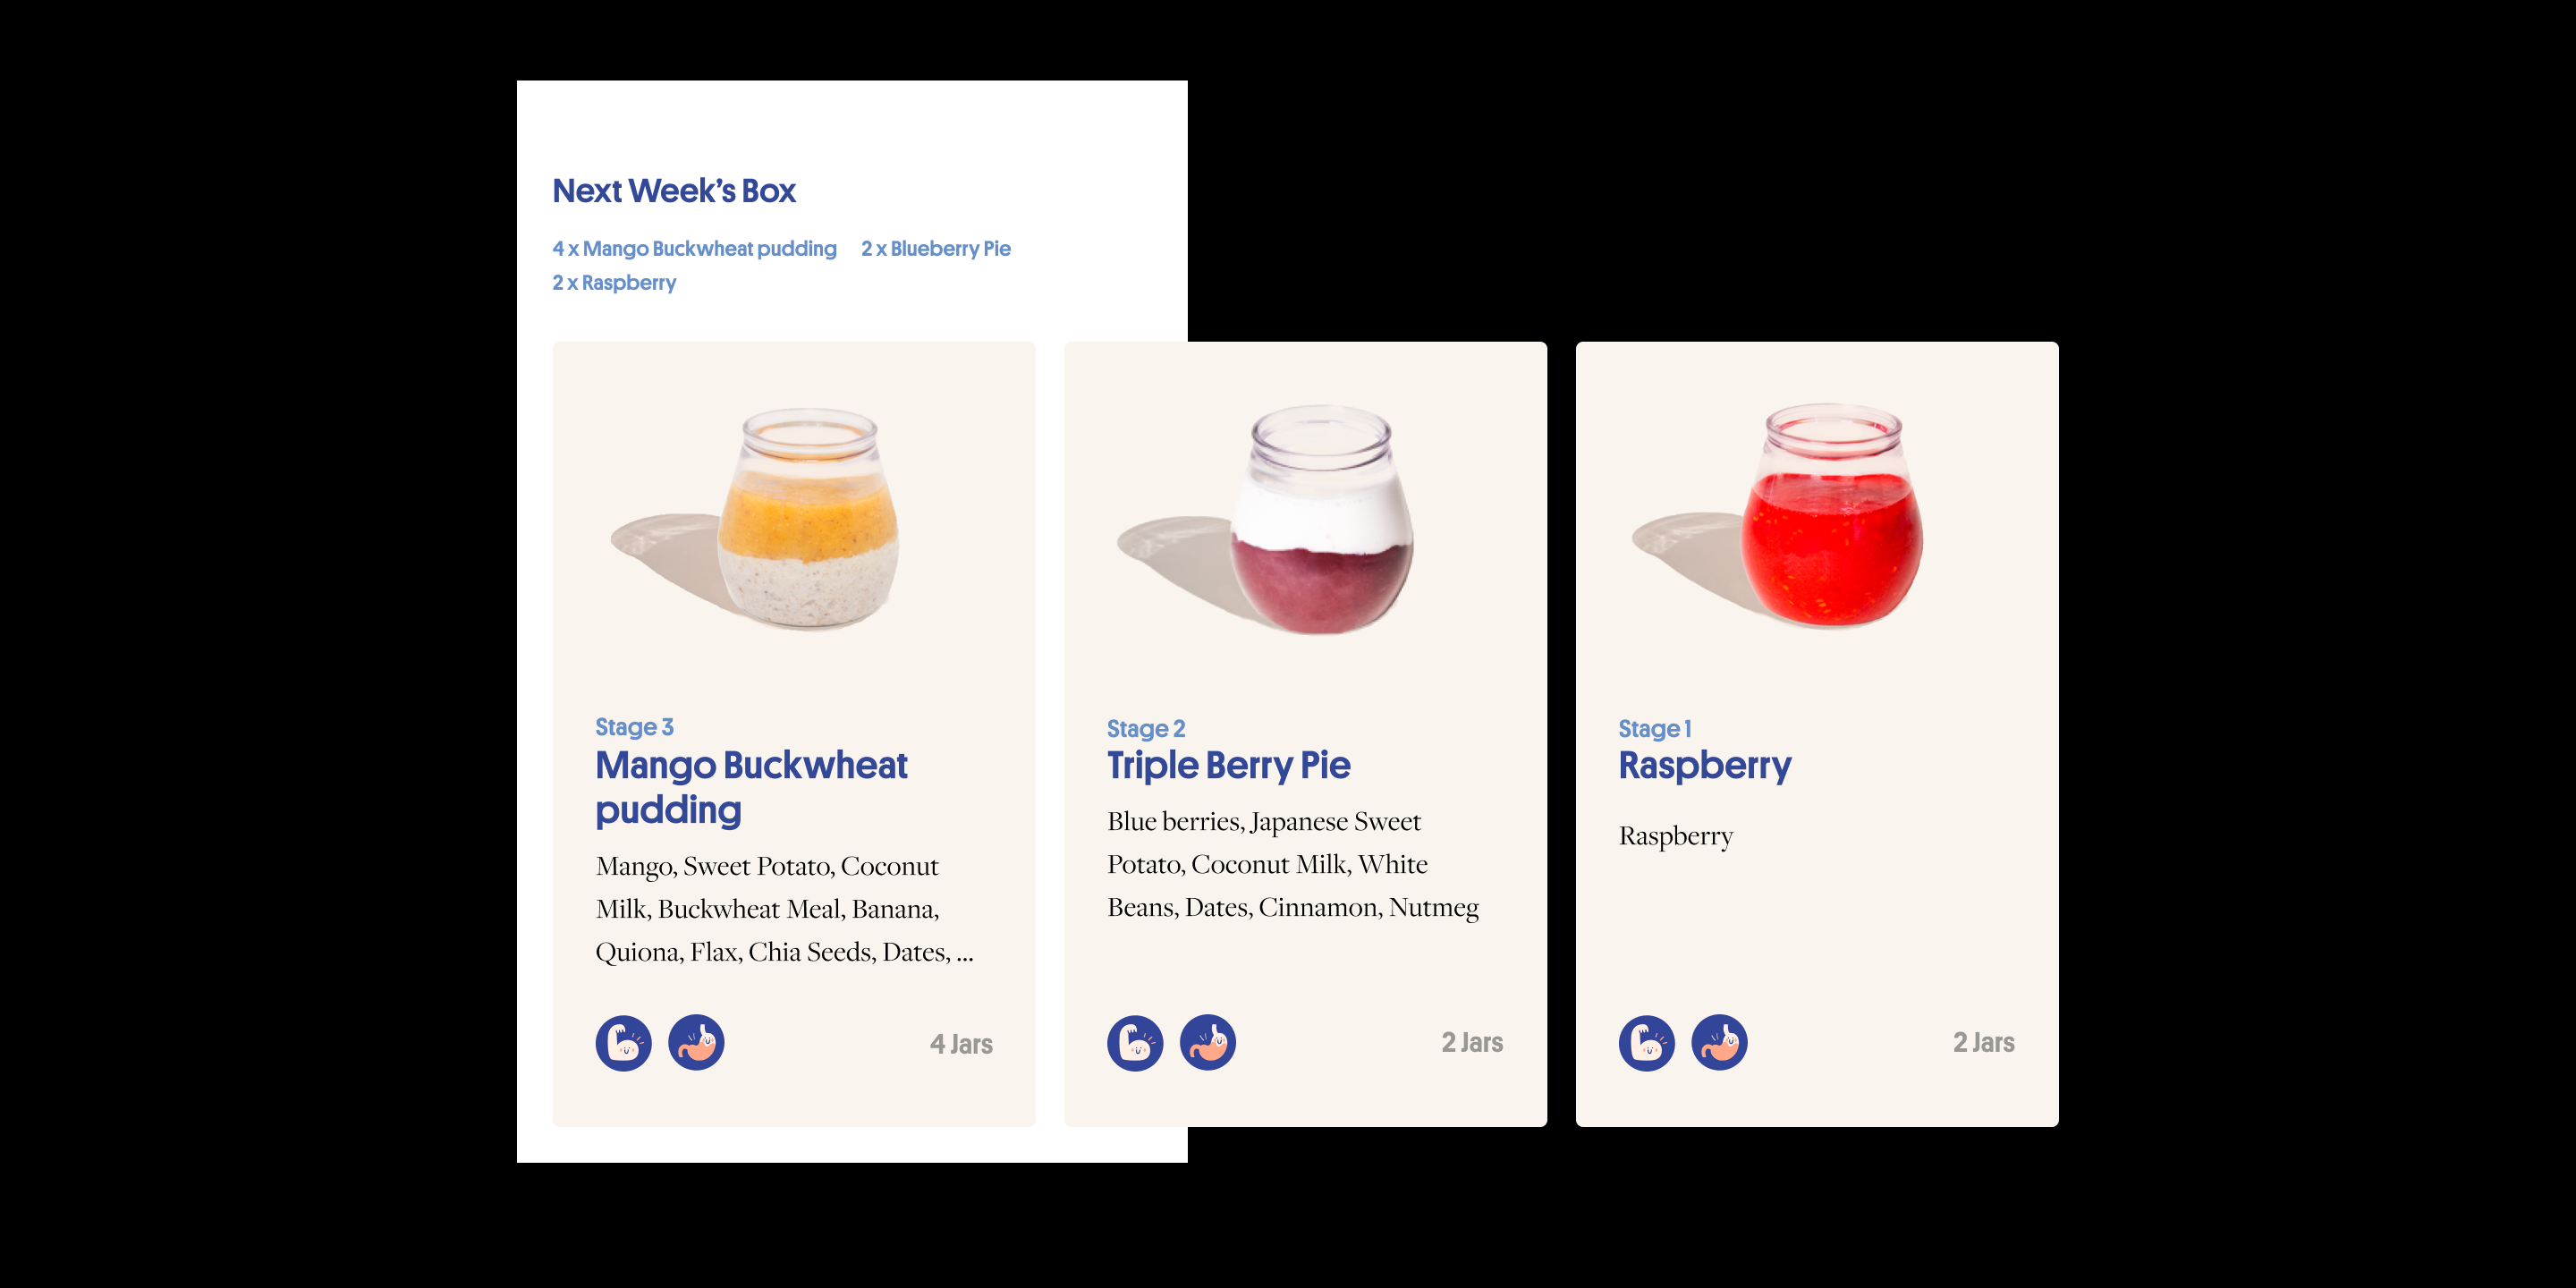 Next Week’s Box
4 x Mango Buckwheat pudding 2 x Blueberry Pie
2 x Raspberry
Stage 3
Mango Buckwheat
pudding
Mango, Sweet Potato, Coconut
Milk, Buckwheat Meal, Banana,
Quiona, Flax, Chia Seeds, Dates, ...
4 Jars
Stage 2
Triple Berry Pie
Blue berries, Japanese Sweet
Potato, Coconut Milk, White
Beans, Dates, Cinnamon, Nutmeg
2 Jars
Stage 1
Raspberry
Raspberry
2 Jars